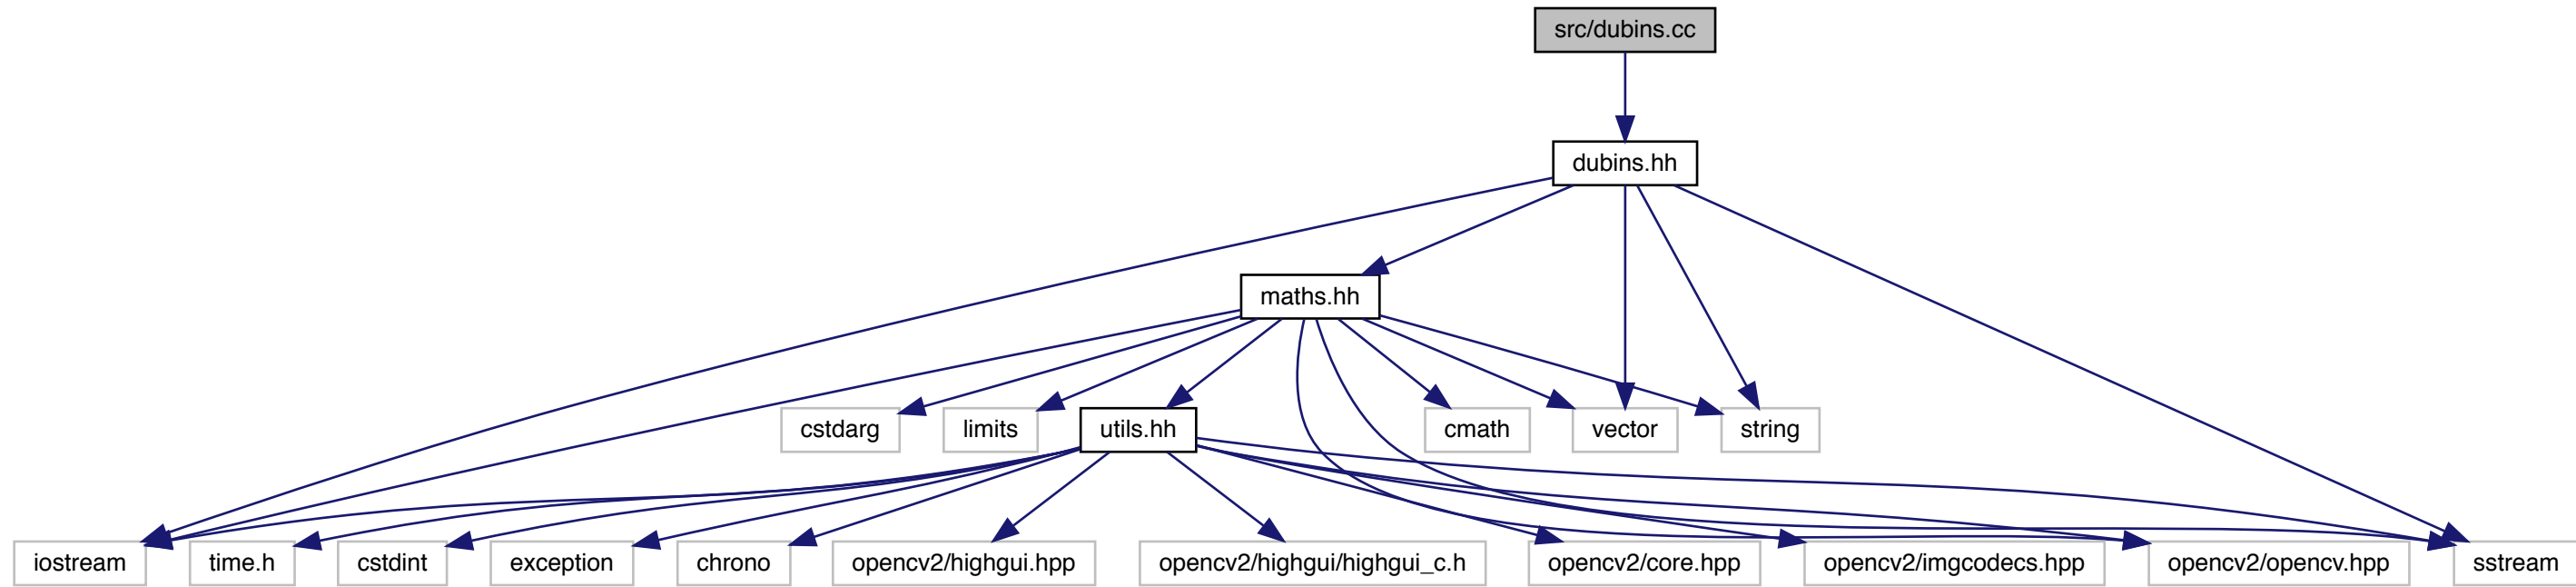 src/dubins.cc
dubins.hh
maths.hh
cstdarg
limits
utils.hh
cmath
vector
string
iostream
time.h
cstdint
exception
chrono
opencv2/highgui.hpp
opencv2/highgui/highgui_c.h
opencv2/core.hpp
opencv2/imgcodecs.hpp
opencv2/opencv.hpp
sstream